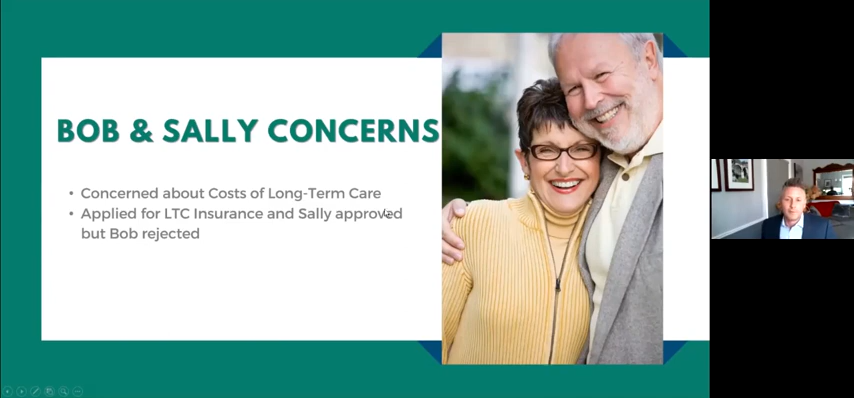 BOB & SALLY CONCERNS
• Concerned about Costs of Long-Term Care
• Applied for LTC Insurance and Sally approved
but Bob rejected